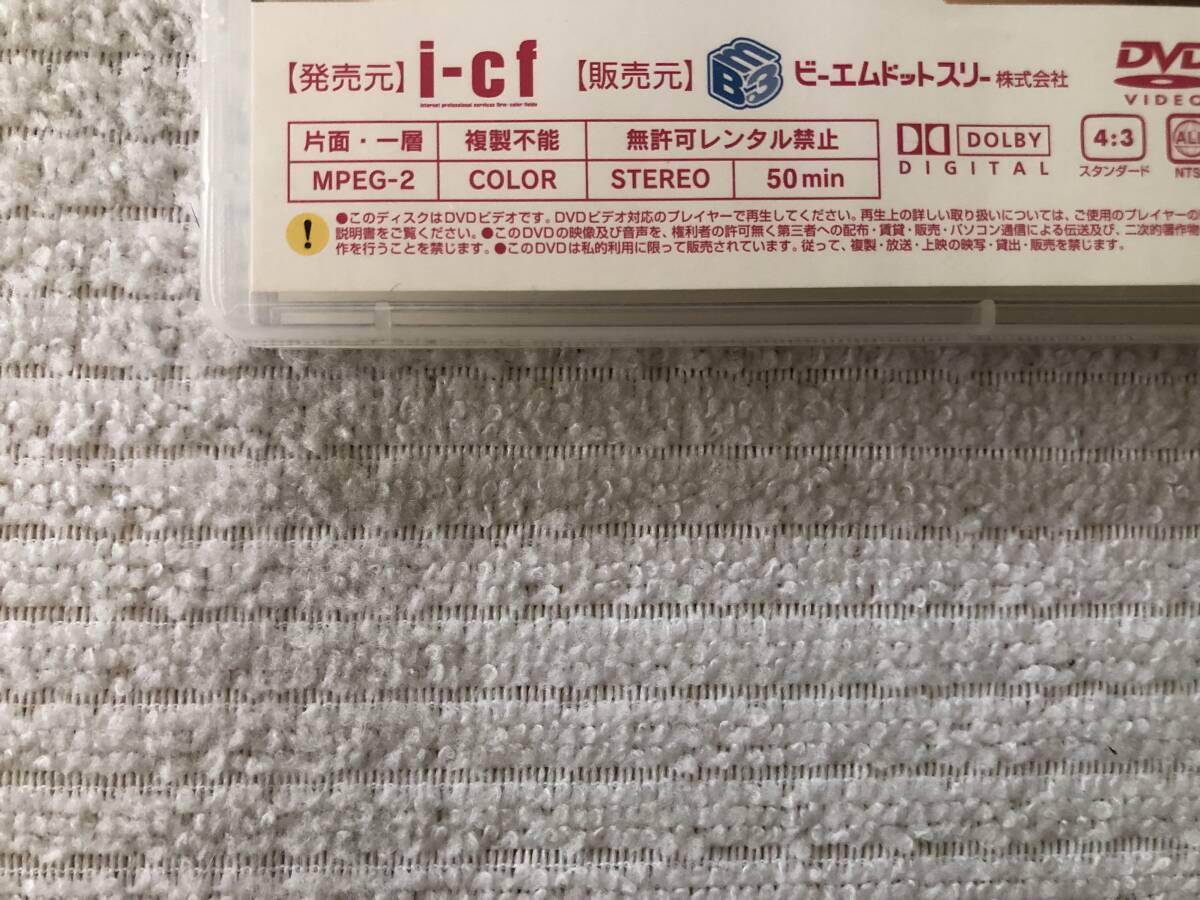 【発売元】 i-cf 【販売元】 Bm3 ビーエムドットスリー株式会社 DVD
internet professional services firm-color fields
VIDEO
片面・一層 複製不能 無許可レンタル禁止 DOLBY 4:3 ALL
MPEG-2 COLOR STEREO 50 min DIGITAL スタンダード NTS
●このディスクはDVDビデオです。DVDビデオ対応のプレイヤーで再生してください。再生上の詳しい取り扱いについては、ご使用のプレイヤーの
説明書をご覧ください。●このDVDの映像及び音声を、権利者の許可無く第三者への配布・賃貸・販売・パソコン通信による伝送及び、二次的著作物
作を行うことを禁じます。●このDVDは私的利用に限って販売されています。従って、複製・放送・上映の映写・貸出・販売を禁じます。